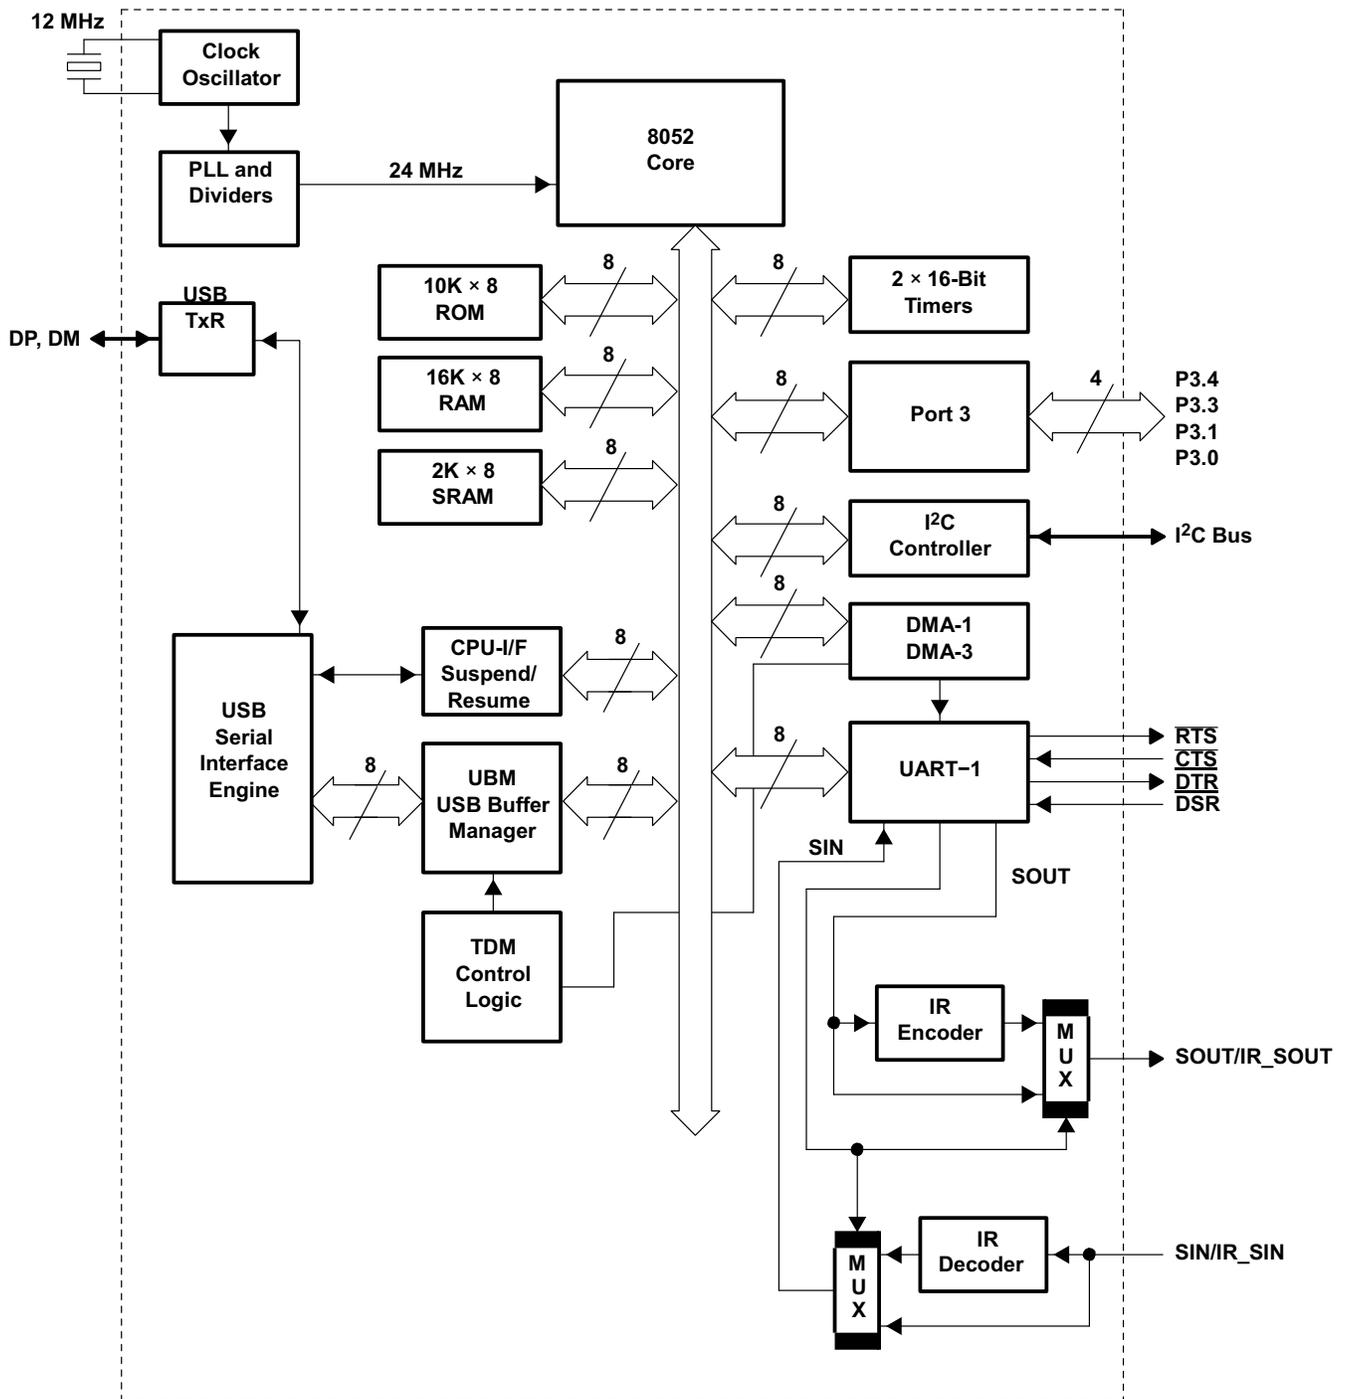 12 MHz
Clock
Oscillator
PLL and
Dividers
24 MHz
8052
Core
10K × 8
ROM
8
8
2 × 16-Bit
Timers
USB
TxR
DP, DM
16K × 8
RAM
8
8
Port 3
4
P3.4
P3.3
P3.1
P3.0
2K × 8
SRAM
8
8
I²C
Controller
I²C Bus
8
DMA-1
DMA-3
CPU-I/F
Suspend/
Resume
8
USB
Serial
Interface
Engine
8
UBM
USB Buffer
Manager
8
8
UART−1
R̅T̅S̅
C̅T̅S̅
D̅T̅R̅
D̅S̅R̅
SIN
SOUT
TDM
Control
Logic
IR
Encoder
M
U
X
SOUT/IR_SOUT
IR
Decoder
M
U
X
SIN/IR_SIN